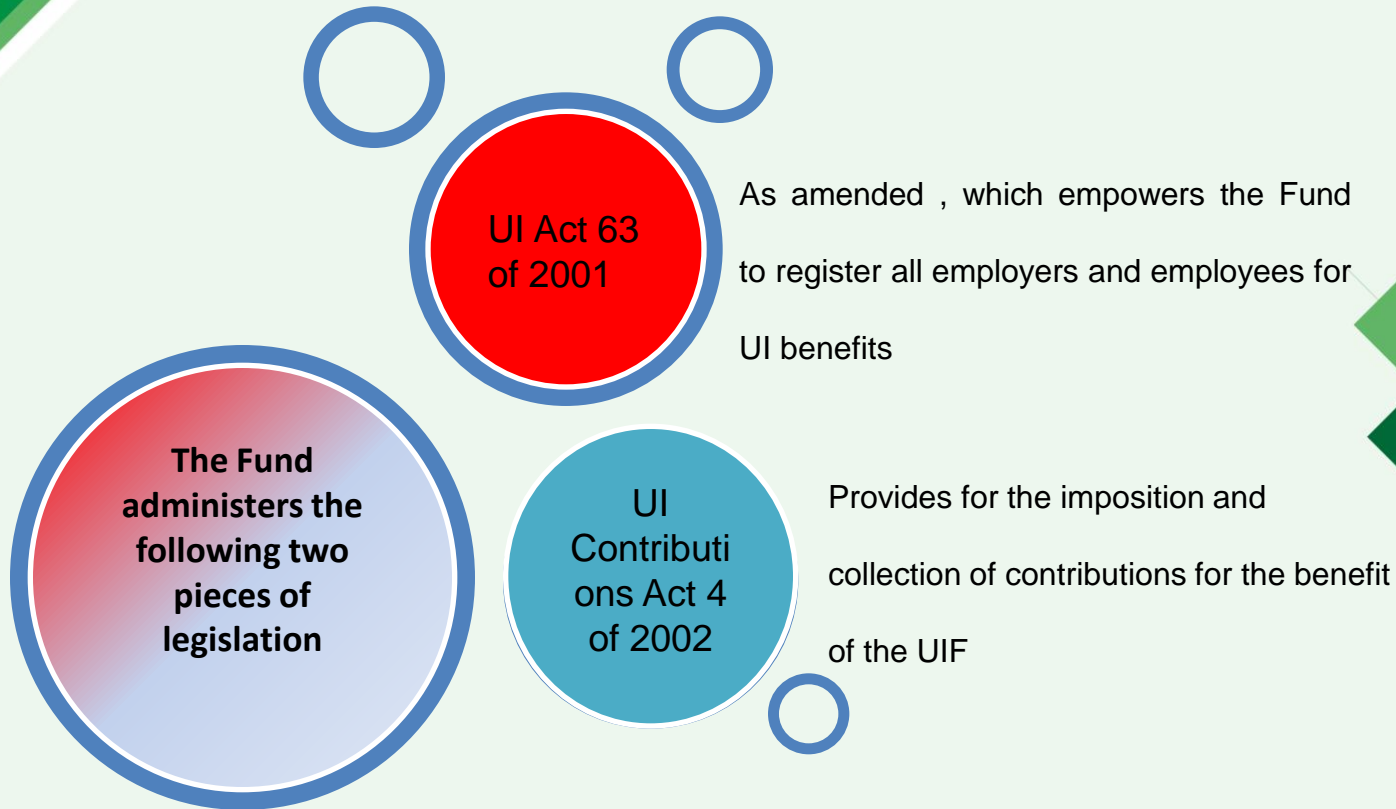 The Fund
administers the
following two
pieces of
legislation
UI Act 63
of 2001
As amended , which empowers the Fund
to register all employers and employees for
UI benefits
UI
Contributi
ons Act 4
of 2002
Provides for the imposition and
collection of contributions for the benefit
of the UIF